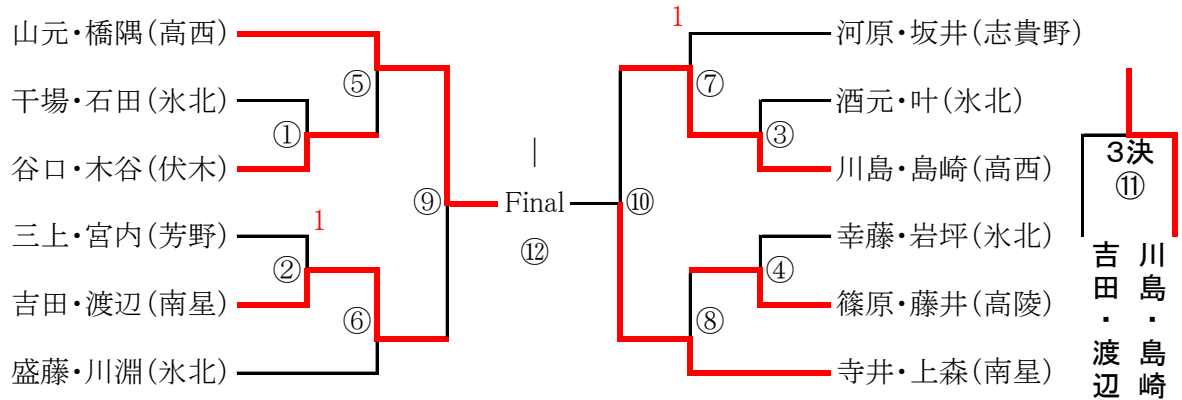 山元・橋隅(高西)
⑤
干場・石田(氷北)
①
谷口・木谷(伏木)
⑨
三上・宮内(芳野)
1
②
吉田・渡辺(南星)
⑥
盛藤・川淵(氷北)
|
Final
⑫
1
河原・坂井(志貴野)
⑦
酒元・叶(氷北)
③
川島・島崎(高西)
⑩
幸藤・岩坪(氷北)
④
篠原・藤井(高陵)
⑧
寺井・上森(南星)
3決
⑪
吉田・渡辺
川島・島崎